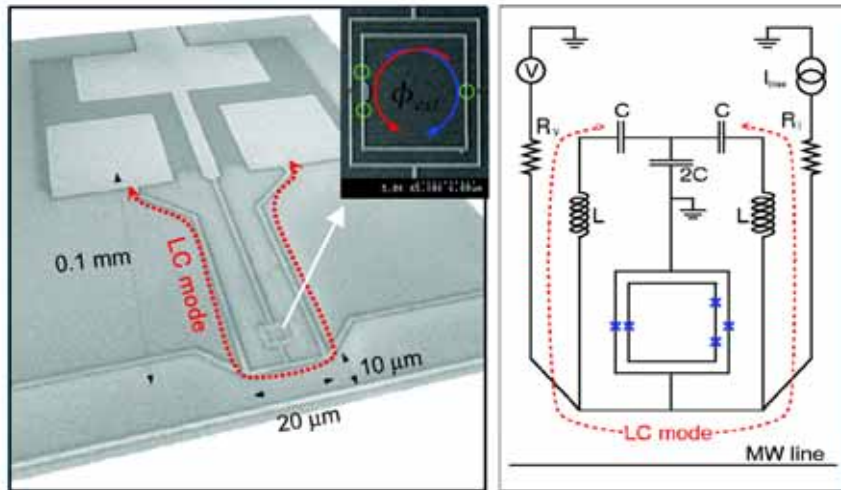 Φext
0.1 mm
LC mode
10 μm
20 μm
V
Ibias
C
C
Rv
Ri
2C
L
L
LC mode
MW line